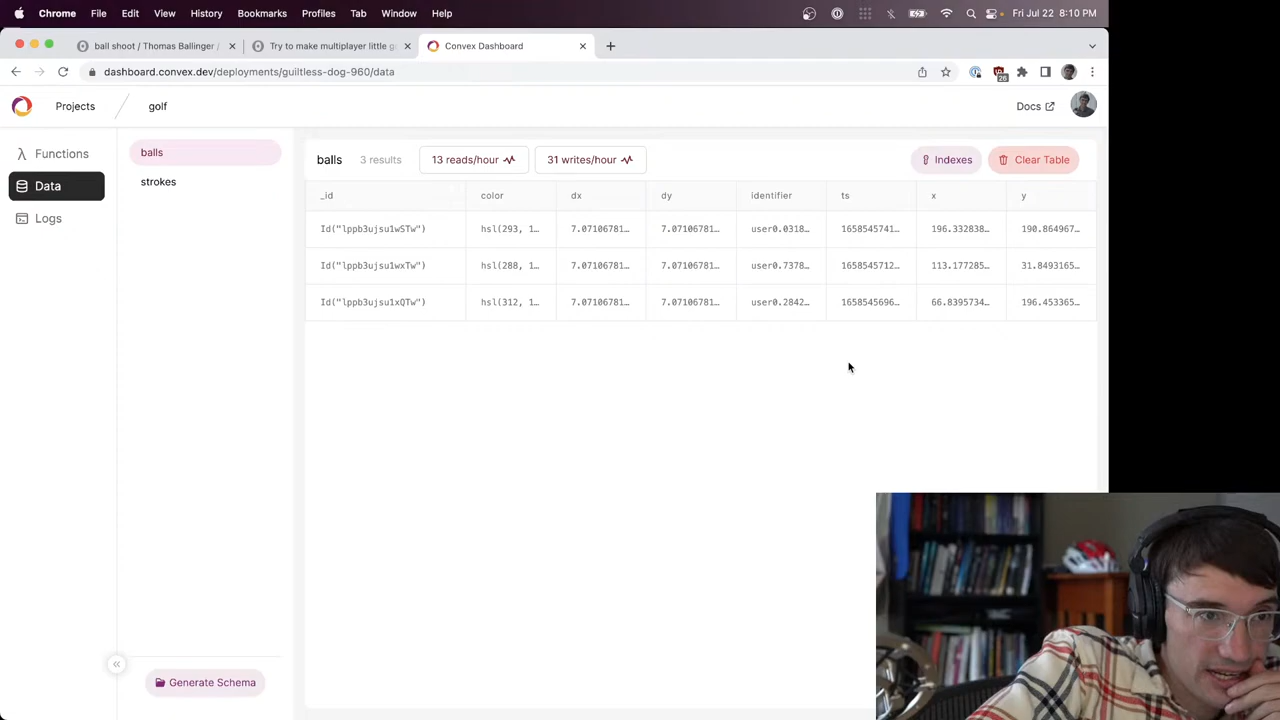 Chrome File Edit View History Bookmarks Profiles Tab Window Help Fri Jul 22 8:10 PM
ball shoot / Thomas Ballinger / Try to make multiplayer little g Convex Dashboard
dashboard.convex.dev/deployments/guiltless-dog-960/data
26
Projects golf Docs
Functions
Data
Logs
balls
strokes
balls 3 results 13 reads/hour 31 writes/hour Indexes Clear Table
_id color dx dy identifier ts x y
Id("lppb3ujsu1wSTw") hsl(293, 1… 7.07106781… 7.07106781… user0.0318… 1658545741… 196.332838… 190.864967…
Id("lppb3ujsu1wxTw") hsl(288, 1… 7.07106781… 7.07106781… user0.7378… 1658545712… 113.177285… 31.8493165…
Id("lppb3ujsu1xQTw") hsl(312, 1… 7.07106781… 7.07106781… user0.2842… 1658545696… 66.8395734… 196.453365…
Generate Schema